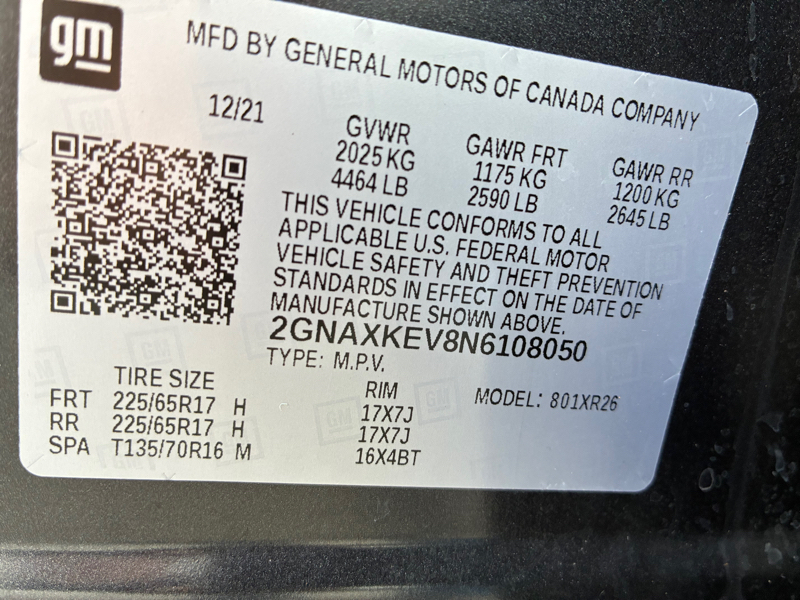 gm
MFD BY GENERAL MOTORS OF CANADA COMPANY
12/21
GVWR
2025 KG
4464 LB
GAWR FRT
1175 KG
2590 LB
GAWR RR
1200 KG
2645 LB
THIS VEHICLE CONFORMS TO ALL
APPLICABLE U.S. FEDERAL MOTOR
VEHICLE SAFETY AND THEFT PREVENTION
STANDARDS IN EFFECT ON THE DATE OF
MANUFACTURE SHOWN ABOVE.
2GNAXKEV8N6108050
TYPE: M.P.V.
MODEL: 801XR26
TIRE SIZE RIM
FRT 225/65R17 H 17X7J
RR 225/65R17 H 17X7J
SPA T135/70R16 M 16X4BT